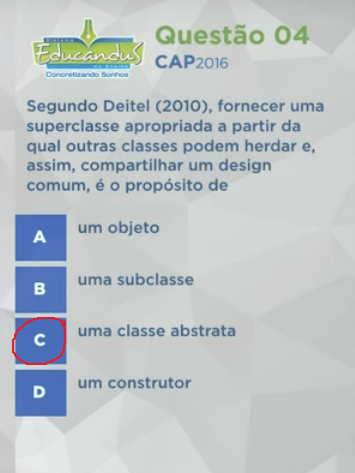 Sistema
Educandus
de Ensino
Concretizando Sonhos
Questão 04
CAP2016
Segundo Deitel (2010), fornecer uma
superclasse apropriada a partir da
qual outras classes podem herdar e,
assim, compartilhar um design
comum, é o propósito de
A um objeto
B uma subclasse
C uma classe abstrata
D um construtor